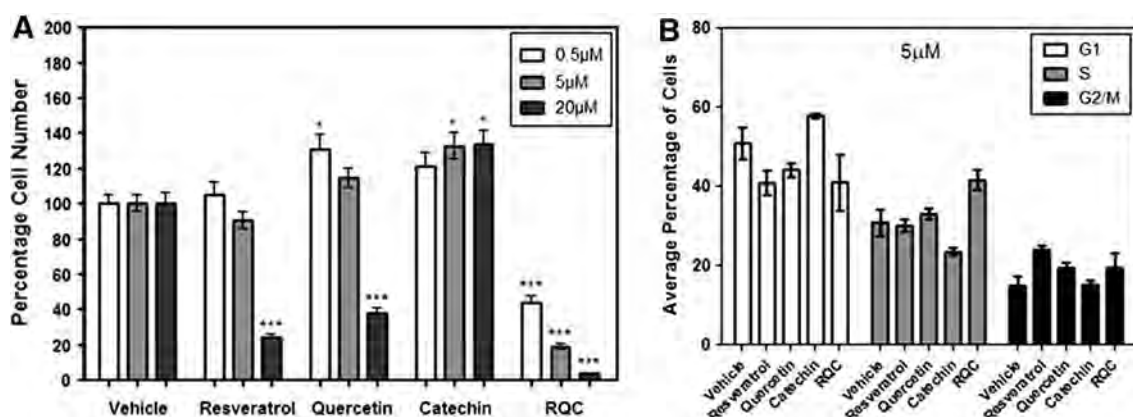 A
Percentage Cell Number
200
180
160
140
120
100
80
60
40
20
0
0.5µM
5µM
20µM
*
* *
***
***
***
***
***
Vehicle Resveratrol Quercetin Catechin RQC
B
Average Percentage of Cells
80
60
40
20
0
5µM
G1
S
G2/M
Vehicle
Resveratrol
Quercetin
Catechin
RQC
Vehicle
Resveratrol
Quercetin
Catechin
RQC
Vehicle
Resveratrol
Quercetin
Catechin
RQC